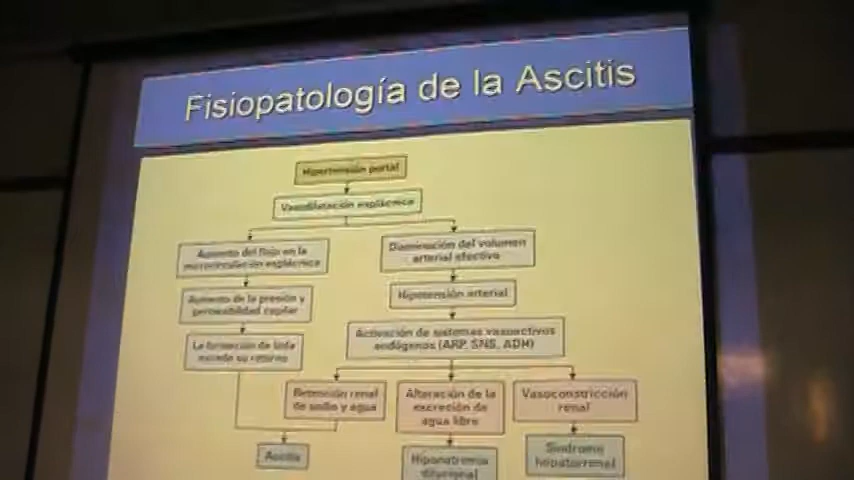 Fisiopatología de la Ascitis
Hipertensión portal
Vasodilatación esplácnica
Aumento del flujo en la
microcirculación esplácnica
Disminución del volumen
arterial efectivo
Aumento de la presión y
permeabilidad capilar
Hipotensión arterial
La formación de linfa
excede su retorno
Activación de sistemas vasoactivos
endógenos (ARP, SNS, ADH)
Retención renal
de sodio y agua
Alteración de la
excreción de
agua libre
Vasoconstricción
renal
Ascitis
Hiponatremia
dilucional
Síndrome
hepatorrenal